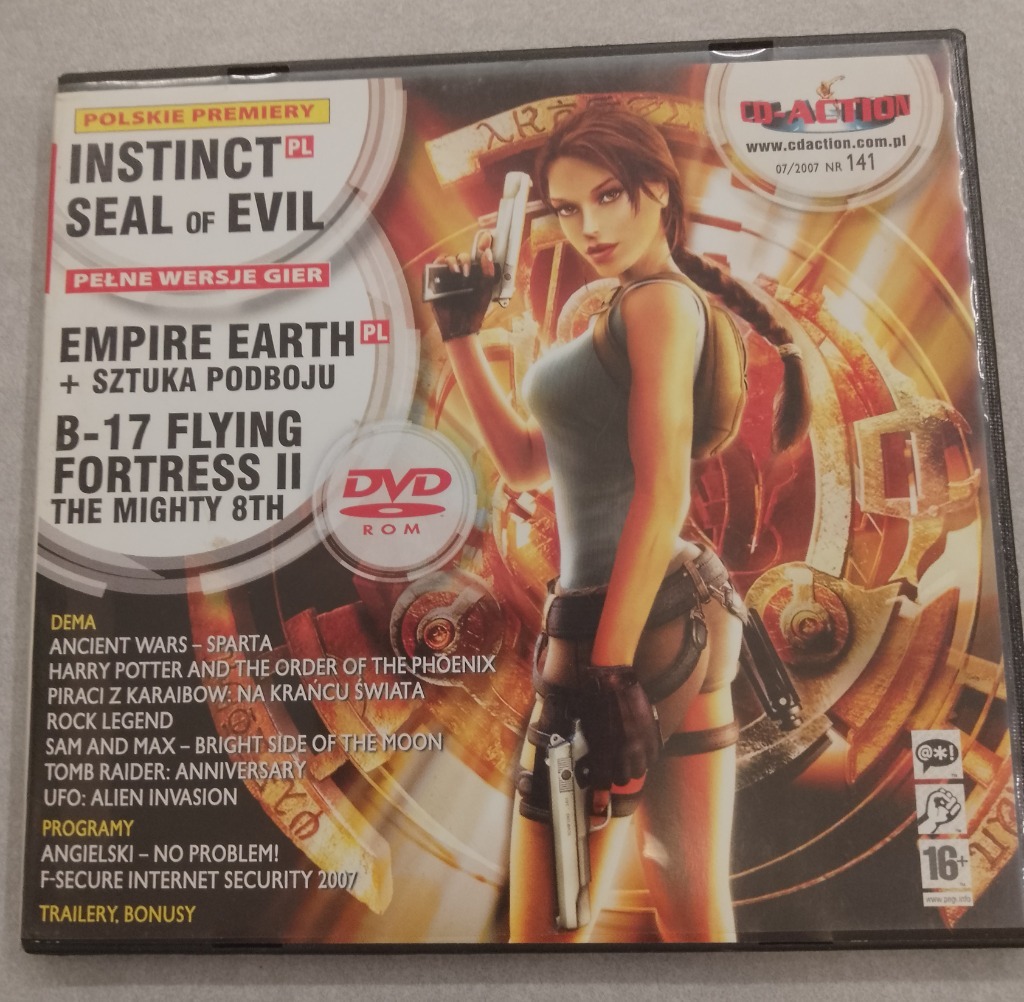 POLSKIE PREMIERY
INSTINCT PL
SEAL OF EVIL
PEŁNE WERSJE GIER
EMPIRE EARTH PL
+ SZTUKA PODBOJU
B-17 FLYING
FORTRESS II
THE MIGHTY 8TH
DVD
ROM
CD-ACTION
www.cdaction.com.pl
07/2007 NR 141
DEMA
ANCIENT WARS – SPARTA
HARRY POTTER AND THE ORDER OF THE PHOENIX
PIRACI Z KARAIBÓW: NA KRAŃCU ŚWIATA
ROCK LEGEND
SAM AND MAX – BRIGHT SIDE OF THE MOON
TOMB RAIDER: ANNIVERSARY
UFO: ALIEN INVASION
PROGRAMY
ANGIELSKI – NO PROBLEM!
F-SECURE INTERNET SECURITY 2007
TRAILERY, BONUSY
@*!
16+
www.pegi.info